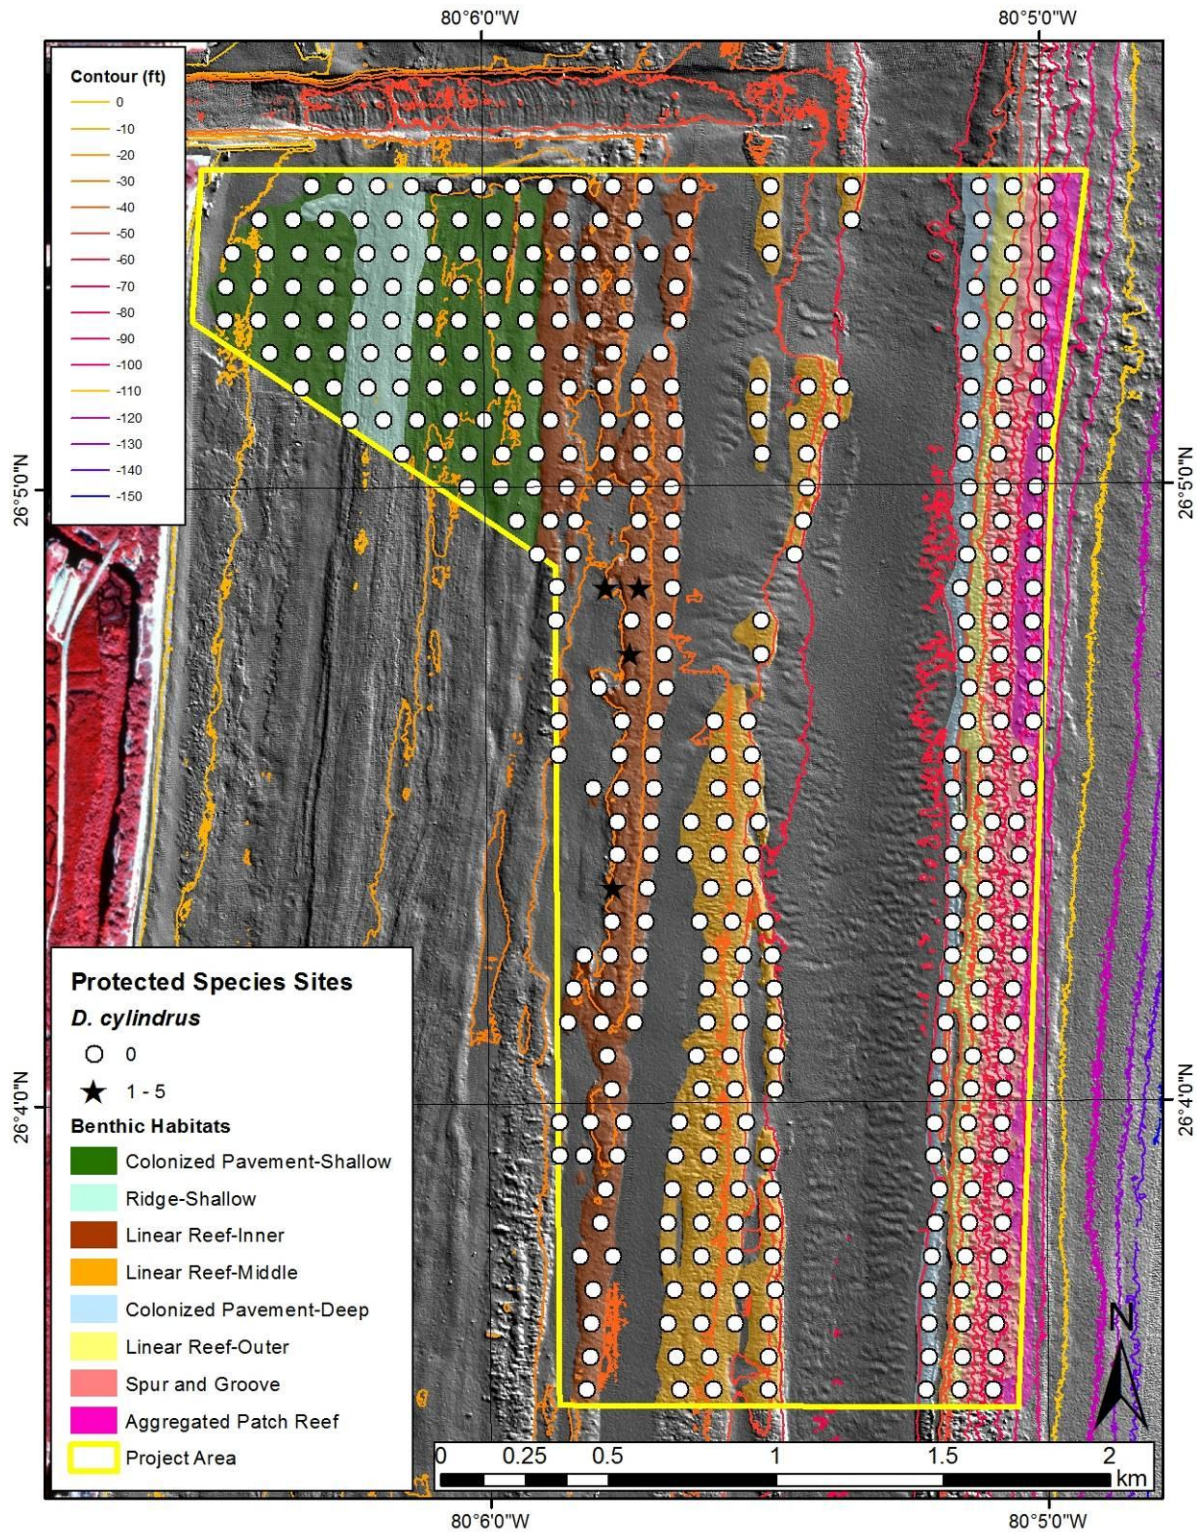 80°6'0"W
80°5'0"W
Contour (ft)
0
-10
-20
-30
-40
-50
-60
-70
-80
-90
-100
-110
-120
-130
-140
-150
26°5'0"N
26°5'0"N
Protected Species Sites
D. cylindrus
0
1 - 5
Benthic Habitats
Colonized Pavement-Shallow
Ridge-Shallow
Linear Reef-Inner
Linear Reef-Middle
Colonized Pavement-Deep
Linear Reef-Outer
Spur and Groove
Aggregated Patch Reef
Project Area
26°4'0"N
26°4'0"N
N
0 0.25 0.5 1 1.5 2
km
80°6'0"W
80°5'0"W